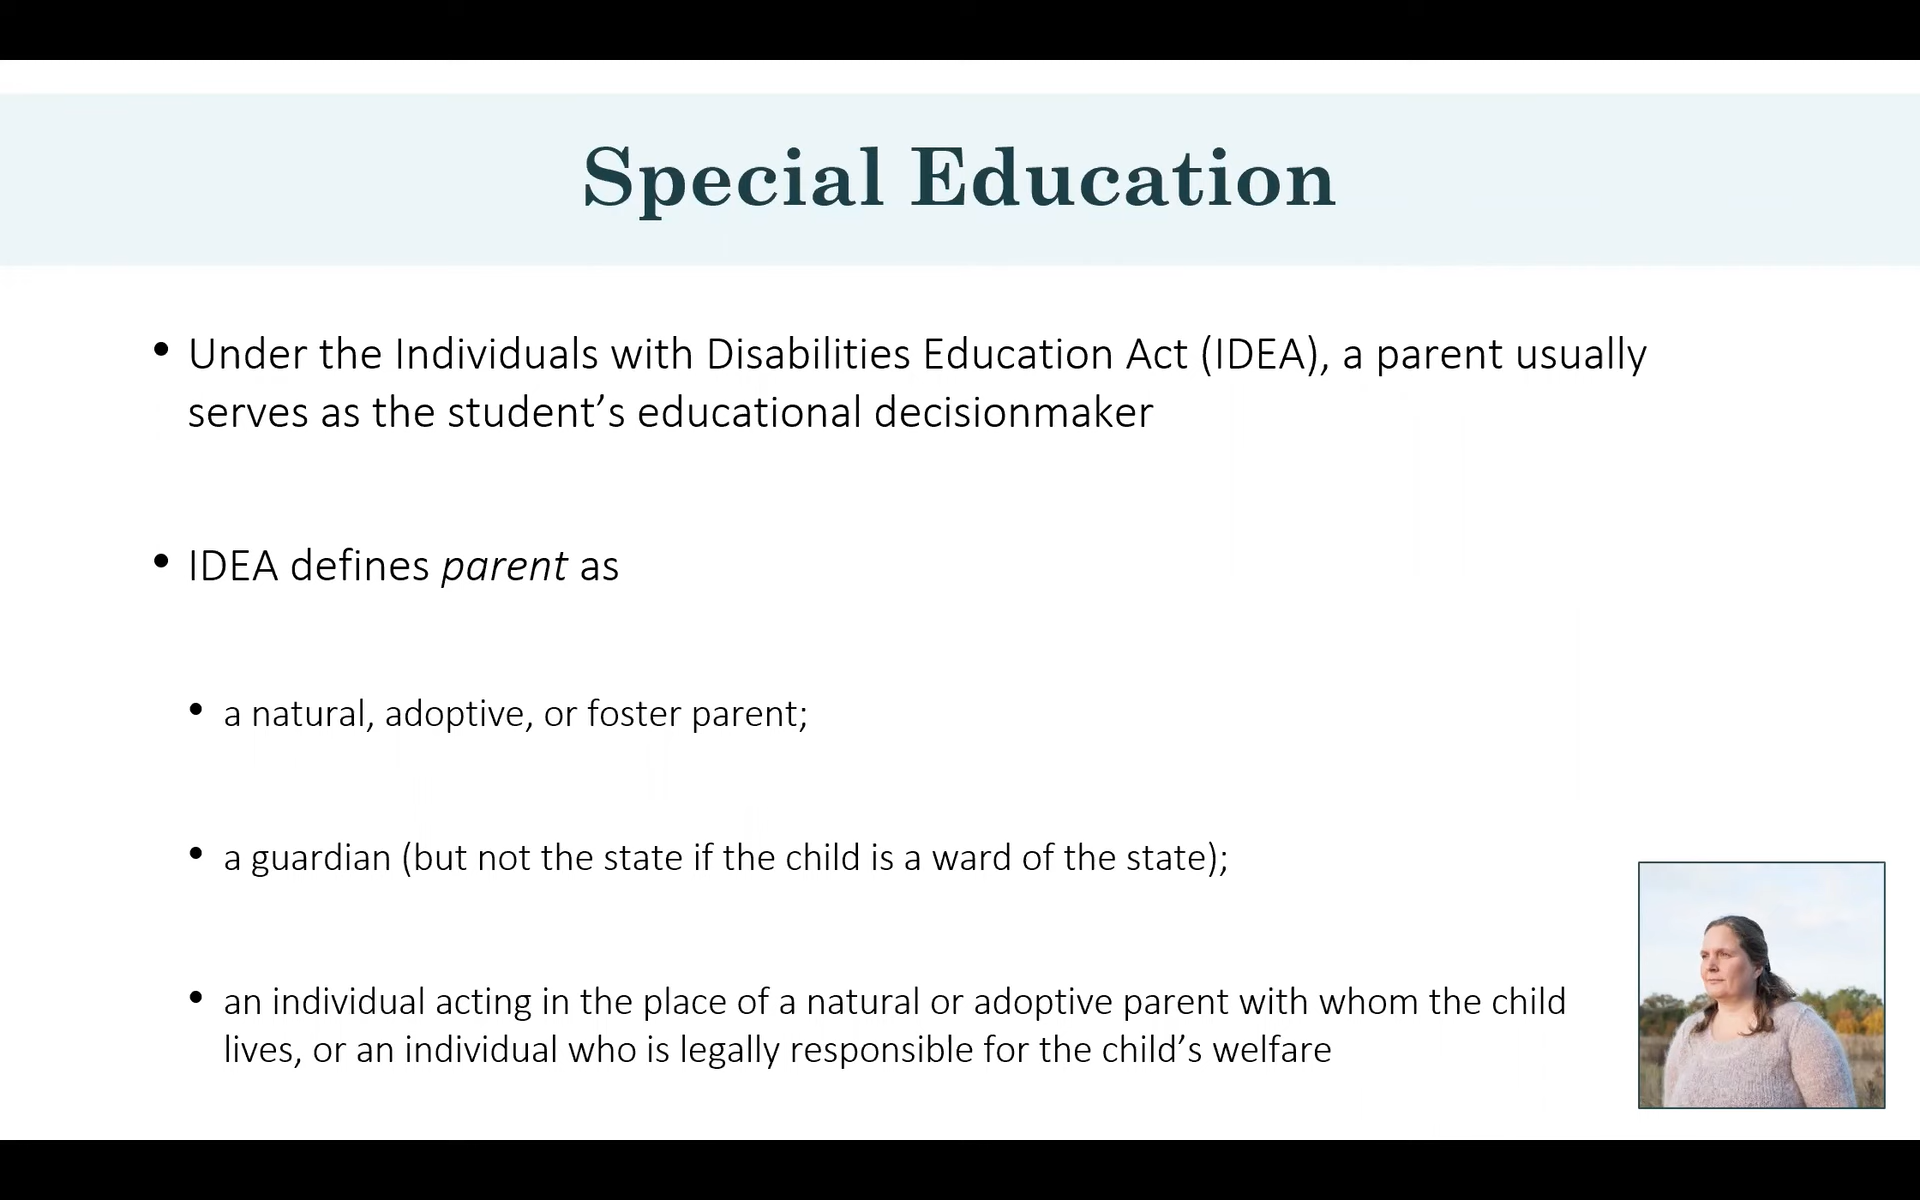 Special Education
• Under the Individuals with Disabilities Education Act (IDEA), a parent usually
serves as the student’s educational decisionmaker
• IDEA defines parent as
• a natural, adoptive, or foster parent;
• a guardian (but not the state if the child is a ward of the state);
• an individual acting in the place of a natural or adoptive parent with whom the child
lives, or an individual who is legally responsible for the child’s welfare